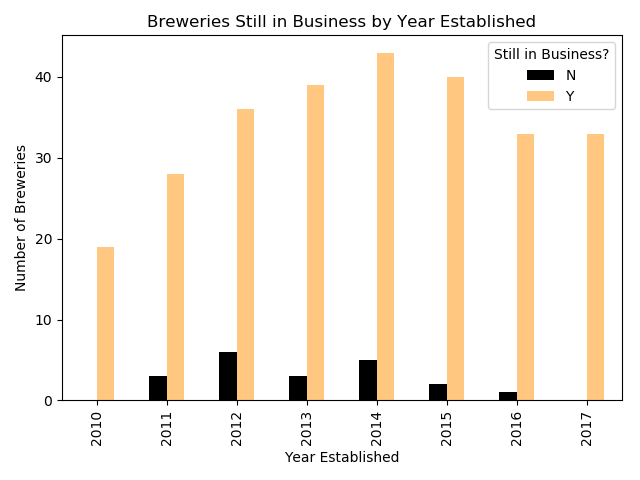 Breweries Still in Business by Year Established
Still in Business?
N
Y
Number of Breweries
40
30
20
10
0
2010
2011
2012
2013
2014
2015
2016
2017
Year Established